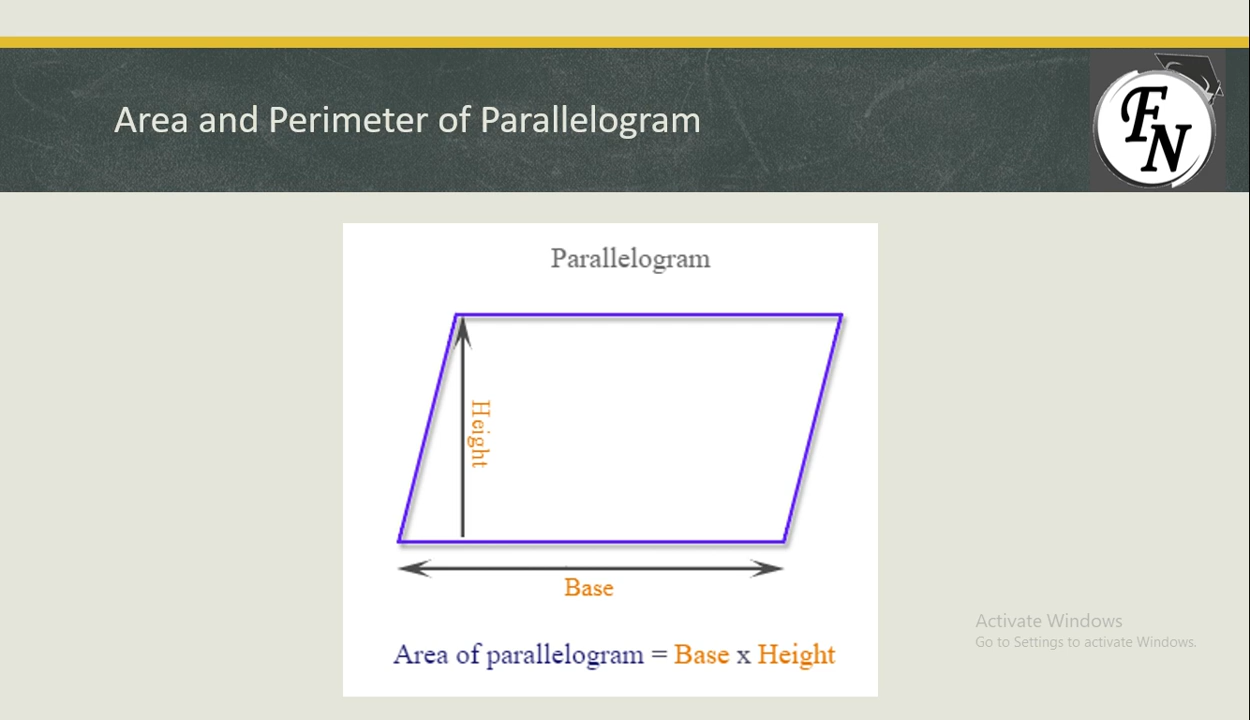 Area and Perimeter of Parallelogram
F
N
Parallelogram
Height
Base
Area of parallelogram = Base x Height
Activate Windows
Go to Settings to activate Windows.